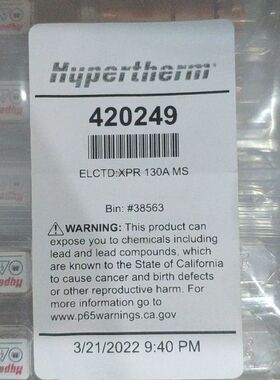 Hypertherm®
420249
ELCTD:XPR 130A MS
Bin: #38563
⚠WARNING: This product can
expose you to chemicals including
lead and lead compounds, which
are known to the State of California
to cause cancer and birth defects
or other reproductive harm. For
more information go to
www.p65warnings.ca.gov
3/21/2022 9:40 PM